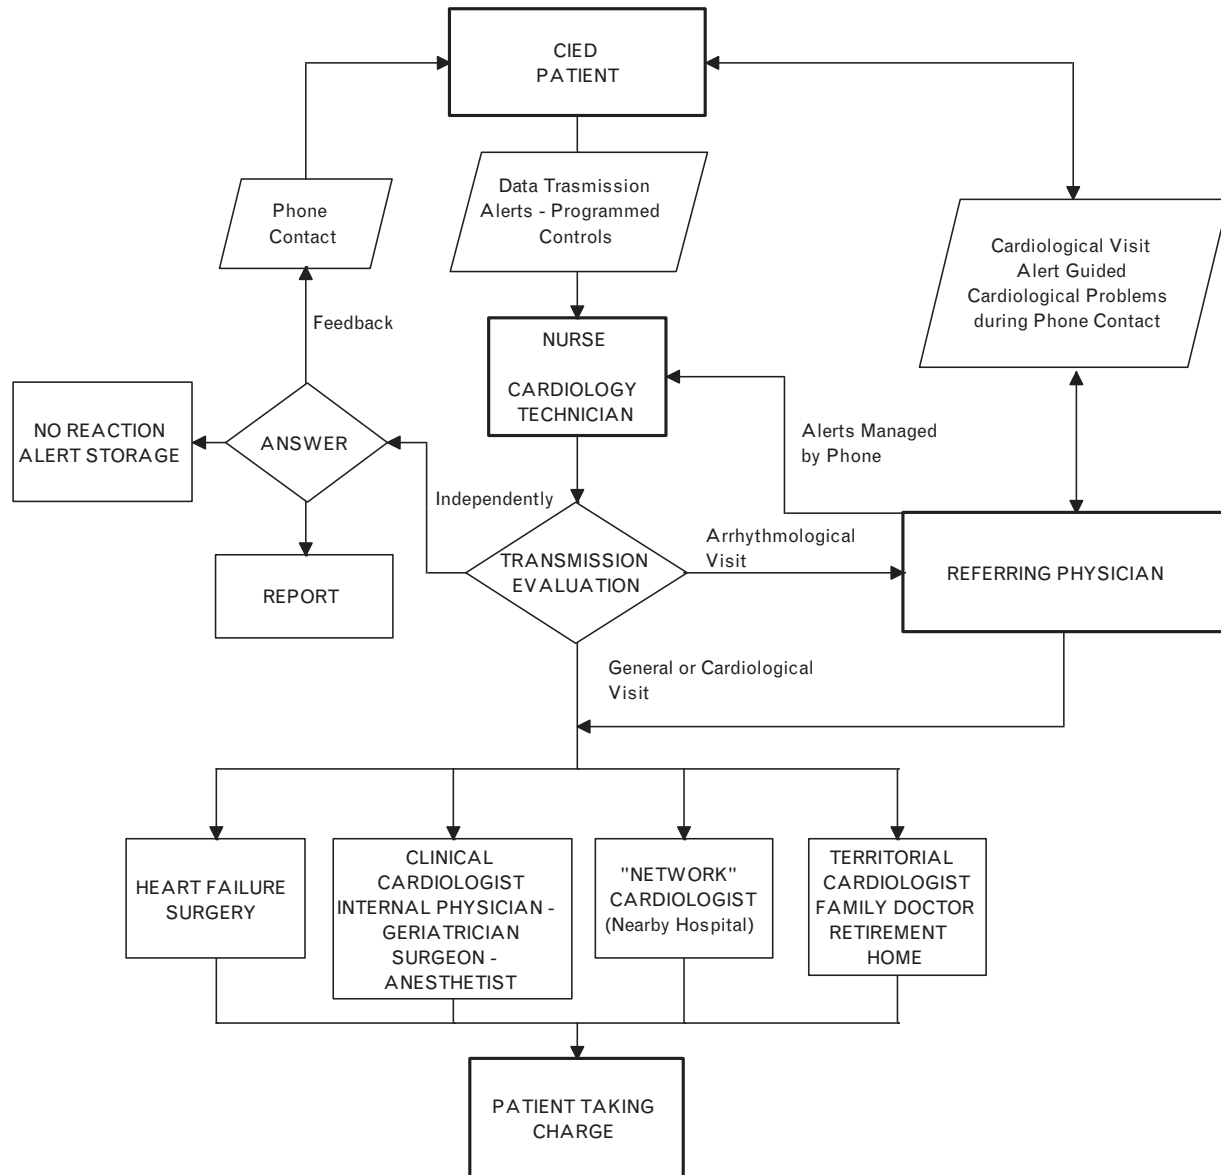 CIED
PATIENT
Phone
Contact
Data Trasmission
Alerts - Programmed
Controls
Cardiological Visit
Alert Guided
Cardiological Problems
during Phone Contact
Feedback
NURSE
CARDIOLOGY
TECHNICIAN
NO REACTION
ALERT STORAGE
ANSWER
Alerts Managed
by Phone
Independently
REPORT
TRANSMISSION
EVALUATION
Arrhythmological
Visit
REFERRING PHYSICIAN
General or Cardiological
Visit
HEART FAILURE
SURGERY
CLINICAL
CARDIOLOGIST
INTERNAL PHYSICIAN -
GERIATRICIAN
SURGEON -
ANESTHETIST
"NETWORK"
CARDIOLOGIST
(Nearby Hospital)
TERRITORIAL
CARDIOLOGIST
FAMILY DOCTOR
RETIREMENT
HOME
PATIENT TAKING
CHARGE